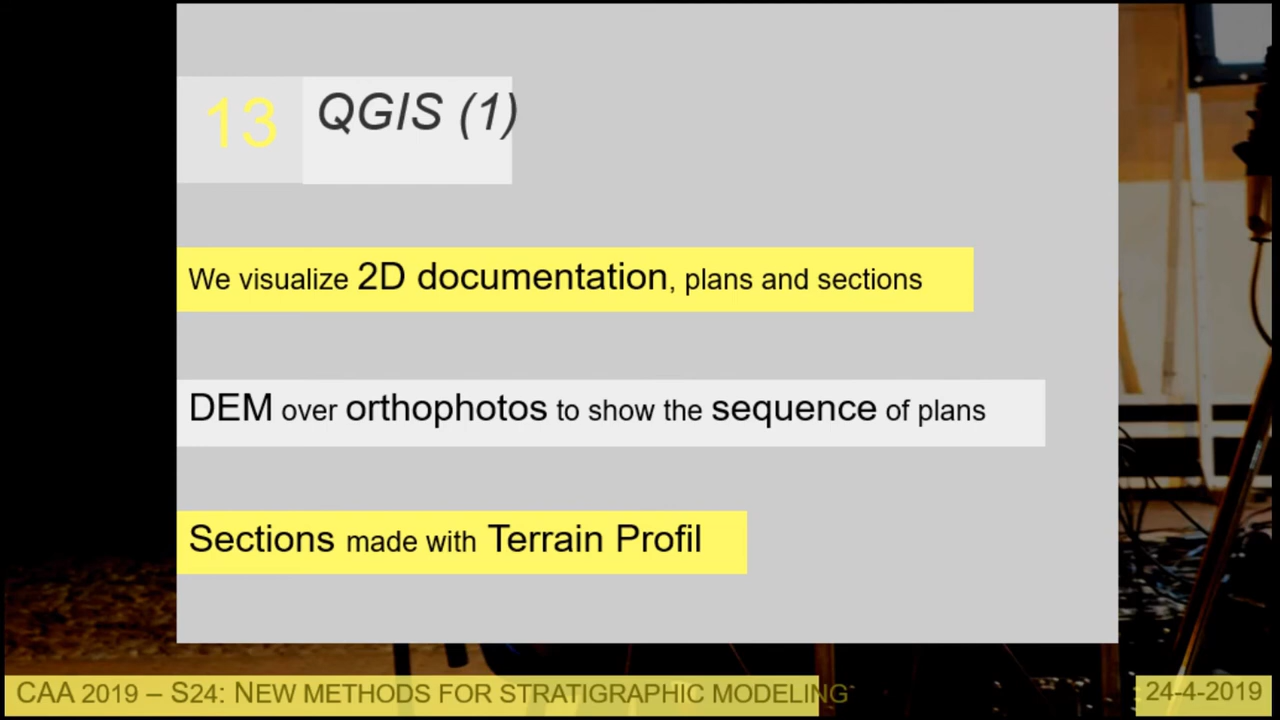 13 QGIS (1)
We visualize 2D documentation, plans and sections
DEM over orthophotos to show the sequence of plans
Sections made with Terrain Profil
CAA 2019 – S24: NEW METHODS FOR STRATIGRAPHIC MODELING
24-4-2019